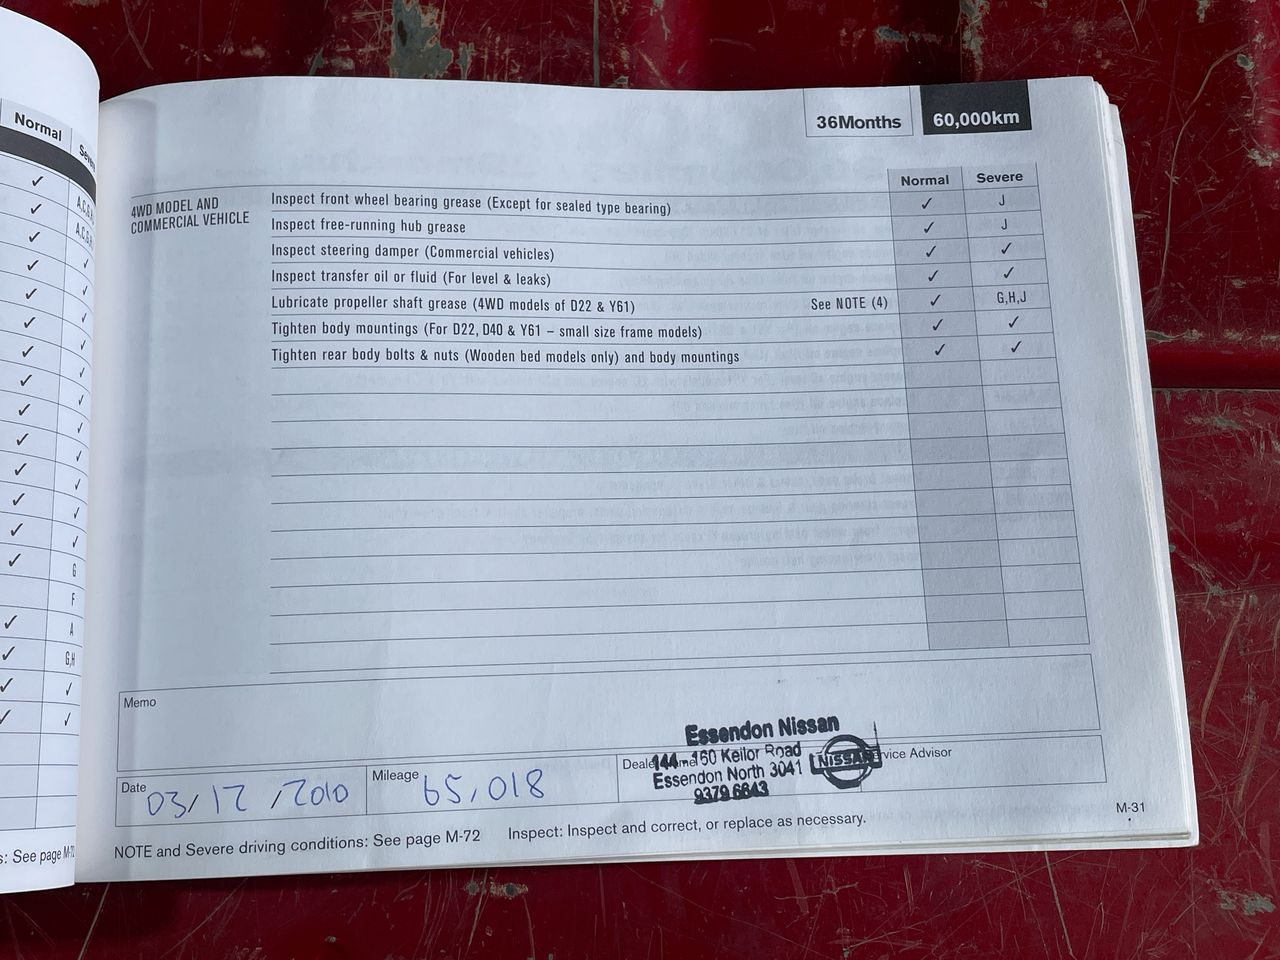 Normal
Seve
A,C,G,H
A,C,G,H
G
F
A
G,H
s: See page M-72
36Months 60,000km
Normal Severe
4WD MODEL AND
COMMERCIAL VEHICLE
Inspect front wheel bearing grease (Except for sealed type bearing) ✓ J
Inspect free-running hub grease ✓ J
Inspect steering damper (Commercial vehicles) ✓ ✓
Inspect transfer oil or fluid (For level & leaks) ✓ ✓
Lubricate propeller shaft grease (4WD models of D22 & Y61) See NOTE (4) ✓ G,H,J
Tighten body mountings (For D22, D40 & Y61 – small size frame models) ✓ ✓
Tighten rear body bolts & nuts (Wooden bed models only) and body mountings ✓ ✓
Memo
Essendon Nissan
144 - 160 Keilor Road
Essendon North 3041
9379 6643
NISSAN
Date 03/12/2010
Mileage 65,018
Service Advisor
NOTE and Severe driving conditions: See page M-72 Inspect: Inspect and correct, or replace as necessary.
M-31